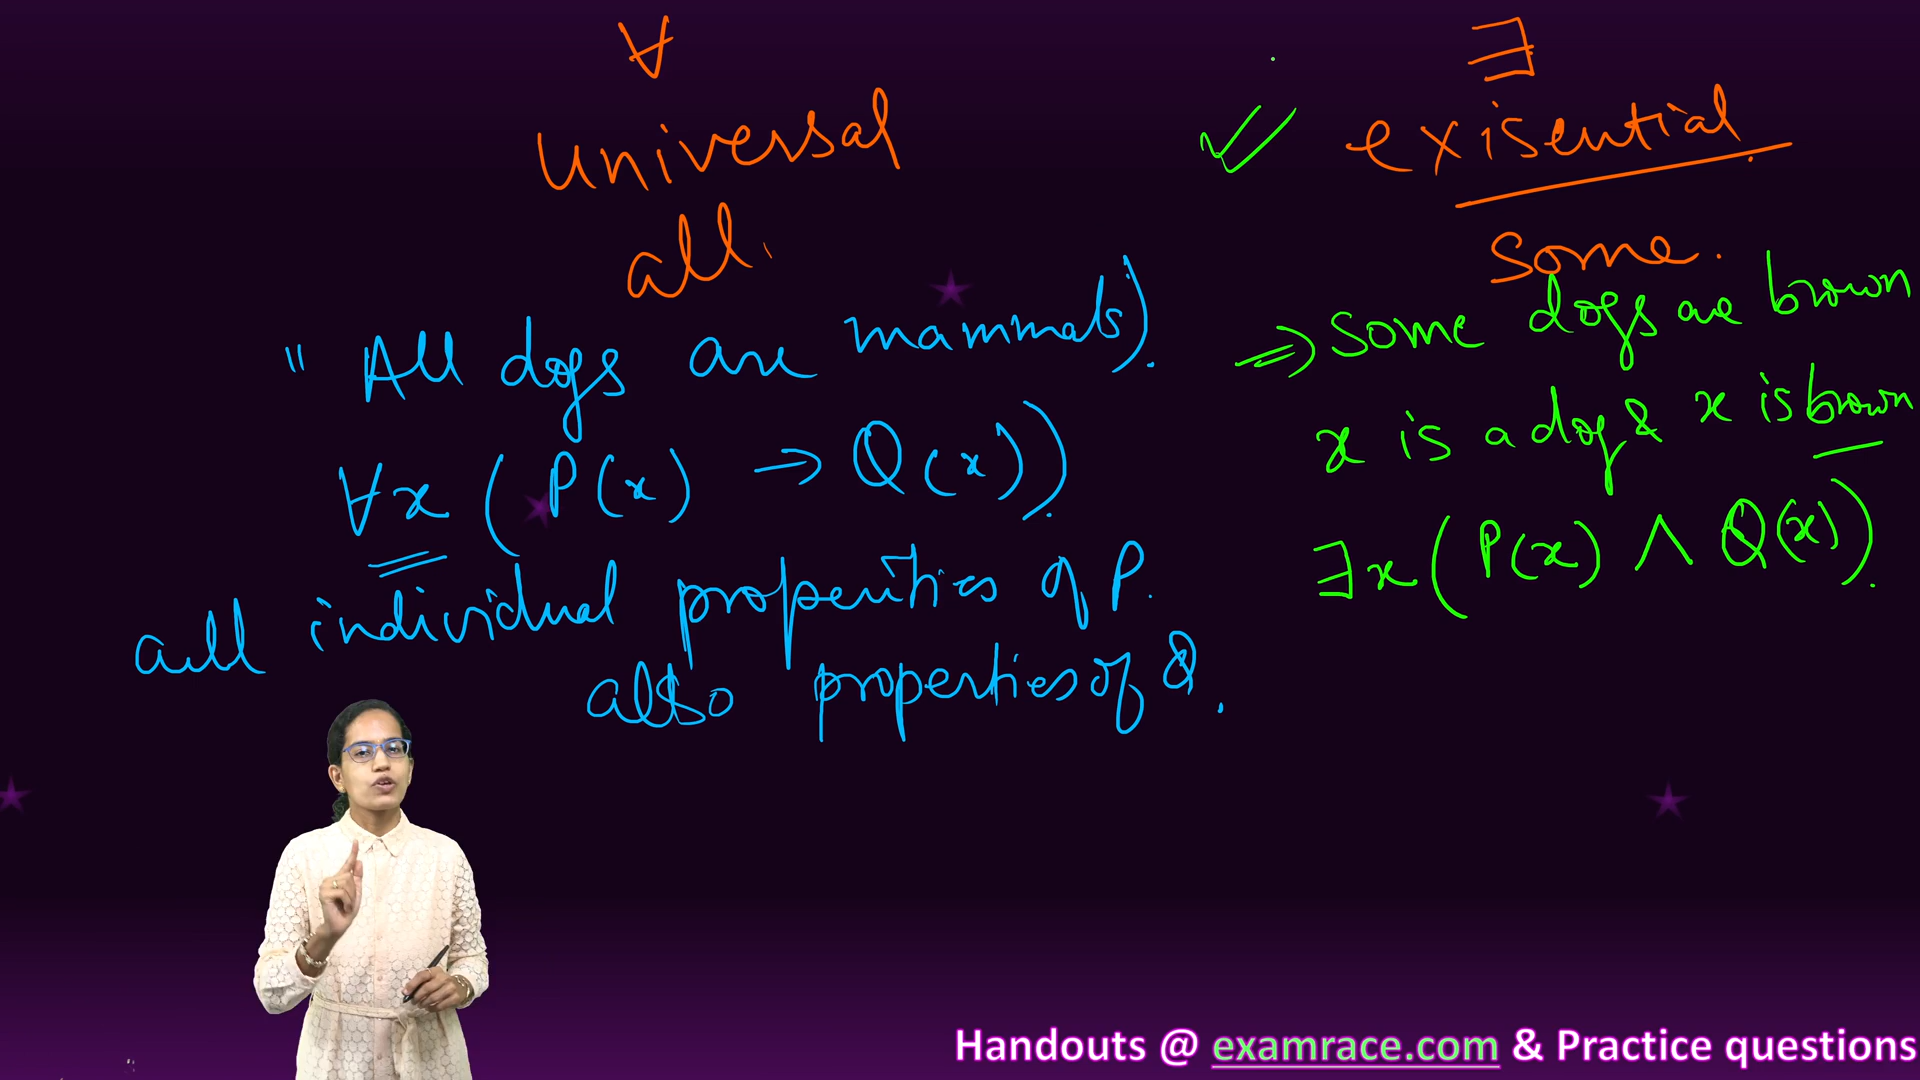 ∀
universal
all.
" All dogs are mammals).
∀x (P(x) → Q(x)).
all individual properities of P.
also properties of Q.
∃
exisential
some.
⇒ some dogs are brown
x is a dog & x is brown
∃x (P(x) ∧ Q(x)).
Handouts @ examrace.com & Practice questions